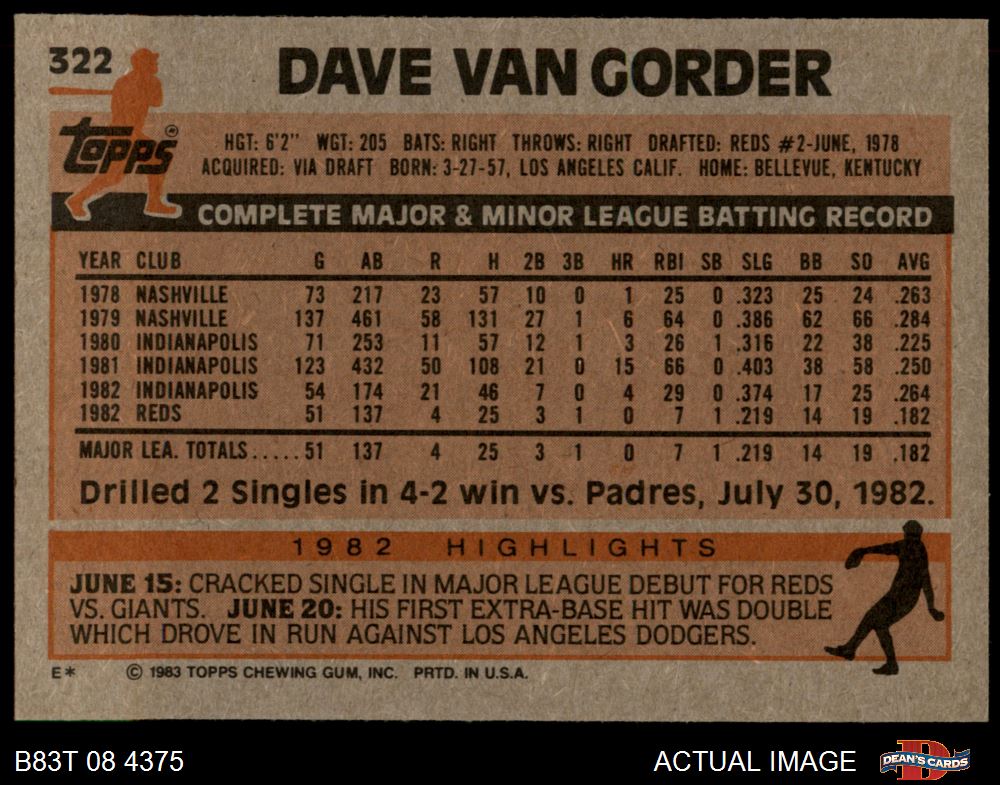 322
DAVE VAN GORDER
Topps®
HGT: 6'2" WGT: 205 BATS: RIGHT THROWS: RIGHT DRAFTED: REDS #2-JUNE, 1978
ACQUIRED: VIA DRAFT BORN: 3-27-57, LOS ANGELES CALIF. HOME: BELLEVUE, KENTUCKY
COMPLETE MAJOR & MINOR LEAGUE BATTING RECORD
YEAR CLUB G AB R H 2B 3B HR RBI SB SLG BB SO AVG
1978 NASHVILLE 73 217 23 57 10 0 1 25 0 .323 25 24 .263
1979 NASHVILLE 137 461 58 131 27 1 6 64 0 .386 62 66 .284
1980 INDIANAPOLIS 71 253 11 57 12 1 3 26 1 .316 22 38 .225
1981 INDIANAPOLIS 123 432 50 108 21 0 15 66 0 .403 38 58 .250
1982 INDIANAPOLIS 54 174 21 46 7 0 4 29 0 .374 17 25 .264
1982 REDS 51 137 4 25 3 1 0 7 1 .219 14 19 .182
MAJOR LEA. TOTALS.....51 137 4 25 3 1 0 7 1 .219 14 19 .182
Drilled 2 Singles in 4-2 win vs. Padres, July 30, 1982.
1982 HIGHLIGHTS
JUNE 15: CRACKED SINGLE IN MAJOR LEAGUE DEBUT FOR REDS
VS. GIANTS. JUNE 20: HIS FIRST EXTRA-BASE HIT WAS DOUBLE
WHICH DROVE IN RUN AGAINST LOS ANGELES DODGERS.
E* © 1983 TOPPS CHEWING GUM, INC. PRTD. IN U.S.A.
B83T 08 4375 ACTUAL IMAGE DEAN'S CARDS